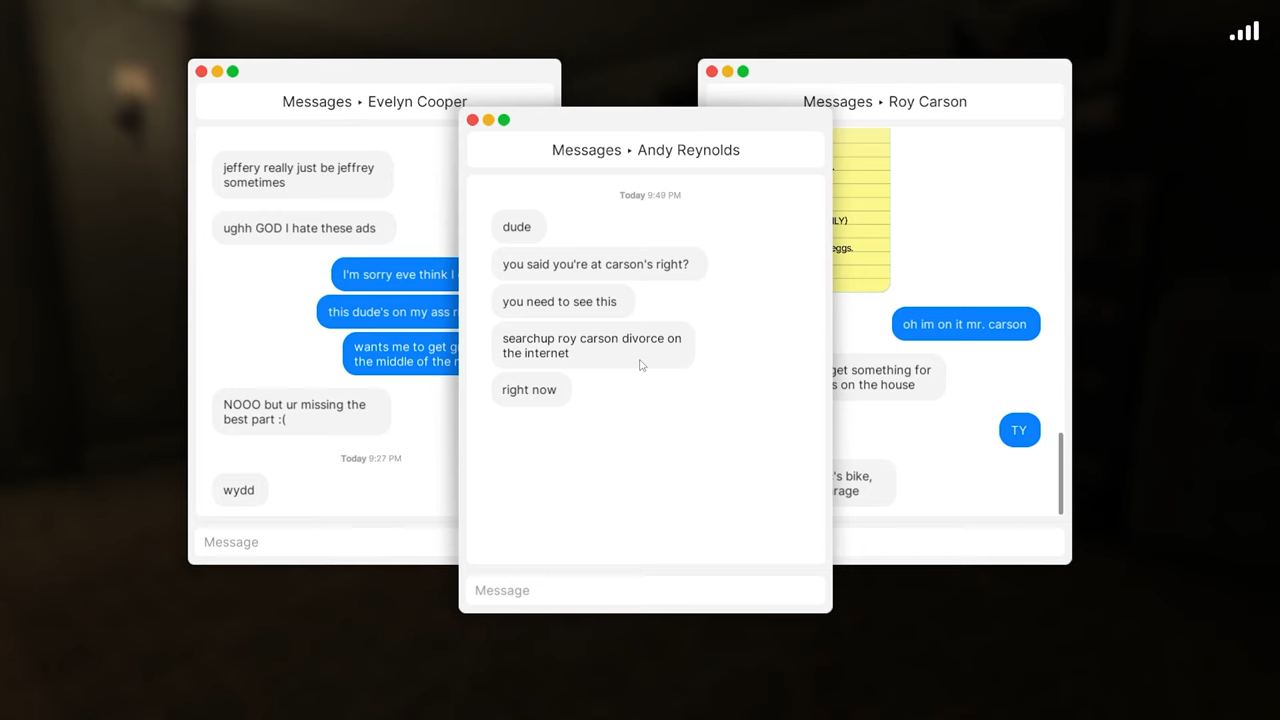 Messages ▸ Evelyn Cooper
jeffery really just be jeffrey
sometimes
ughh GOD I hate these ads
I'm sorry eve think I
this dude's on my ass
wants me to get
the middle of the
NOOO but ur missing the
best part :(
Today 9:27 PM
wydd
Message
Messages ▸ Andy Reynolds
Today 9:49 PM
dude
you said you're at carson's right?
you need to see this
searchup roy carson divorce on
the internet
right now
Message
Messages ▸ Roy Carson
ILY)
eggs.
oh im on it mr. carson
get something for
s on the house
TY
's bike,